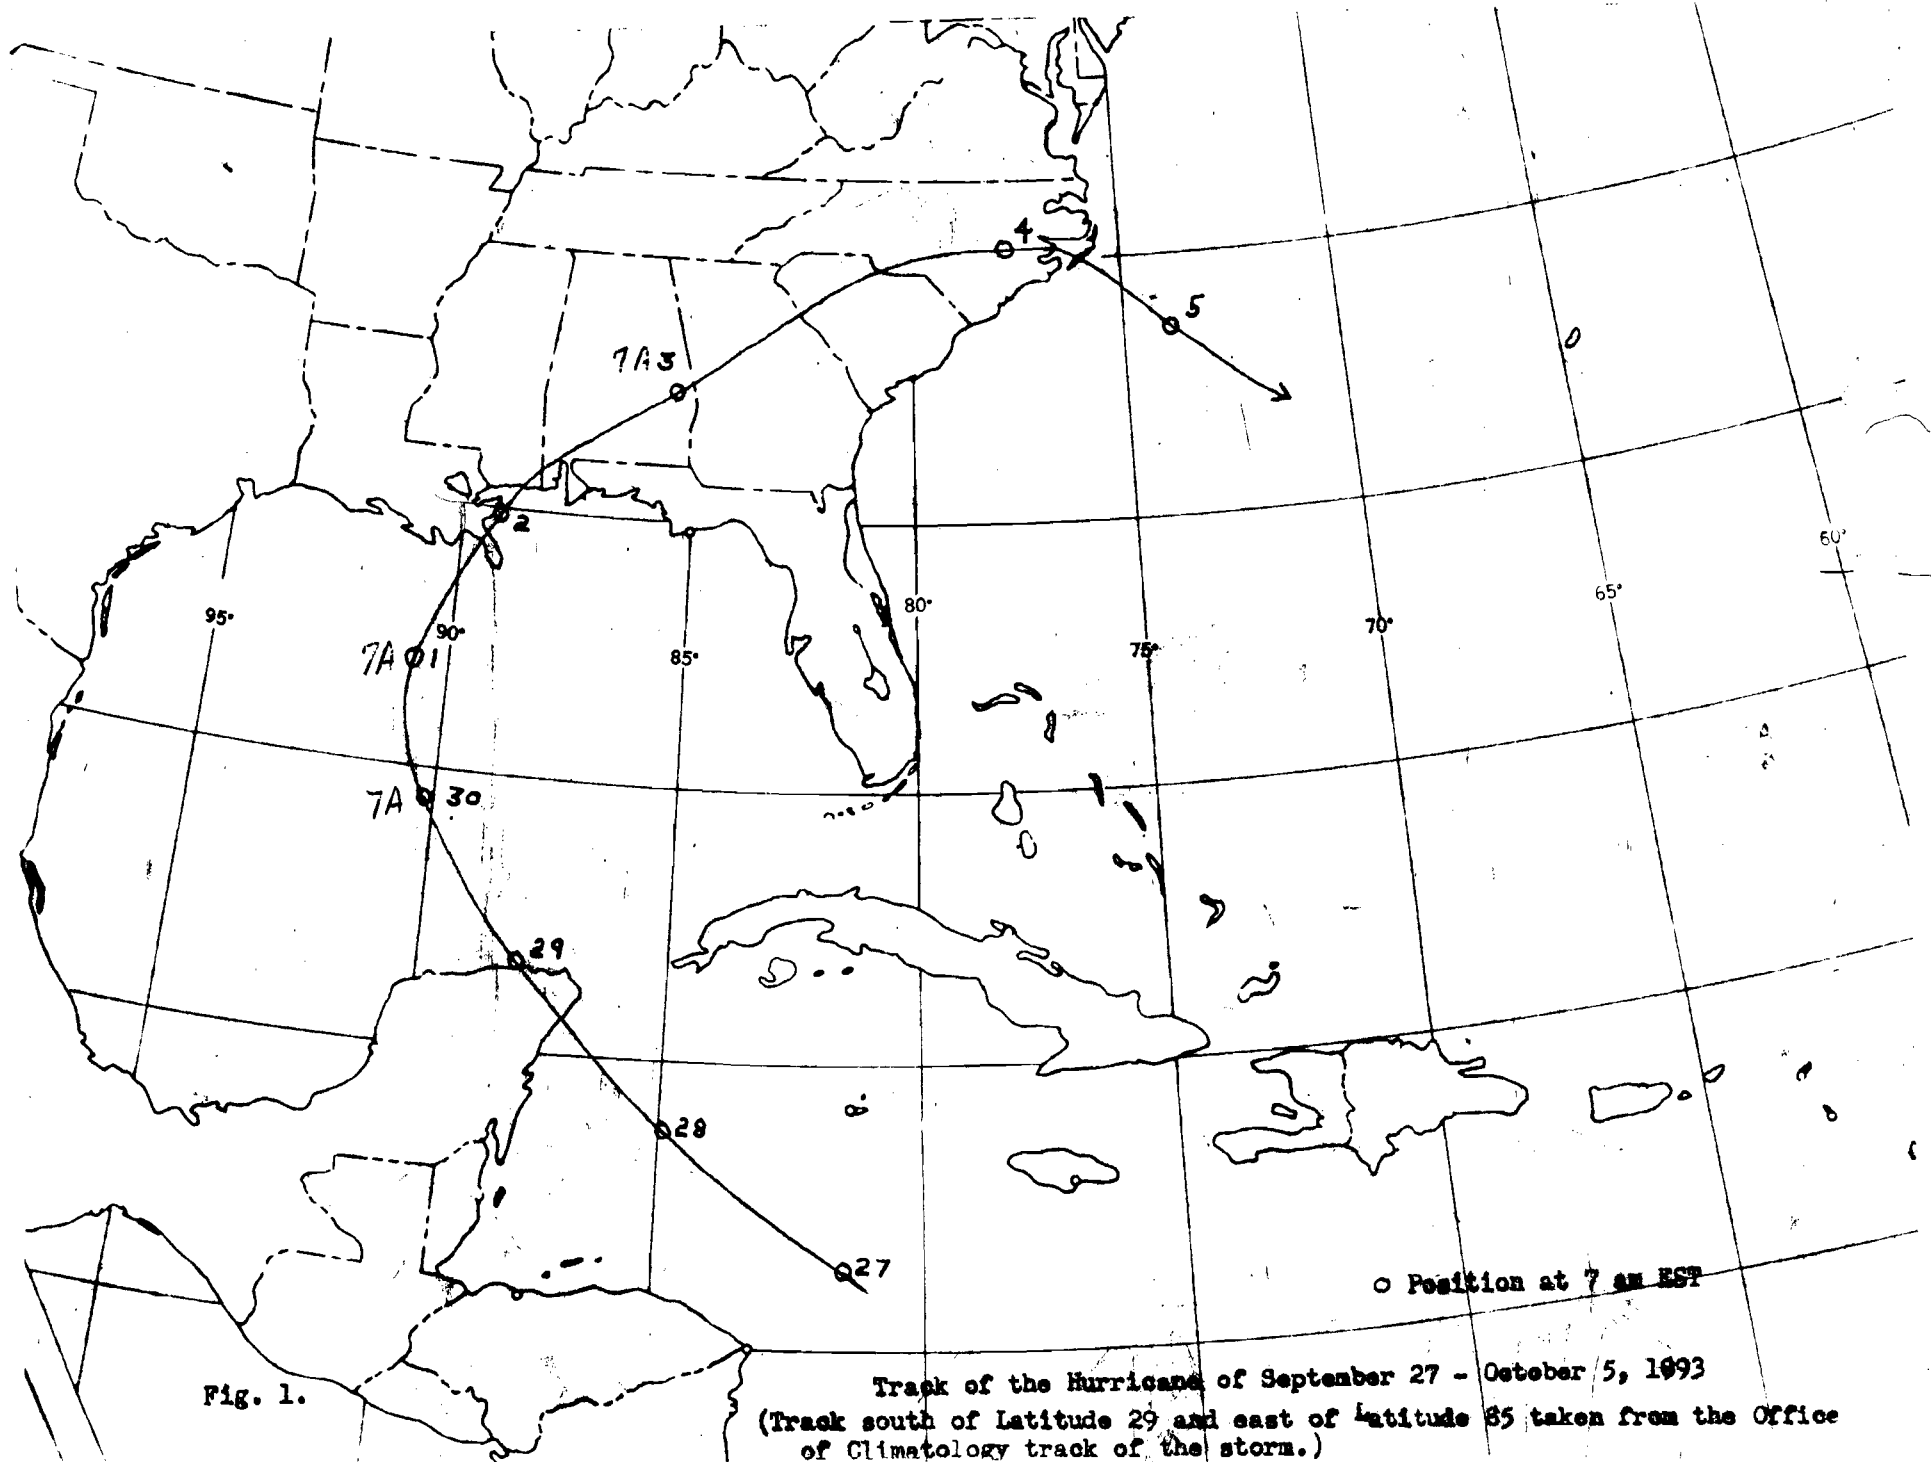 4
5
7A 3
2
60°
95°
65°
80°
70°
90°
75°
7A 1
85°
7A 30
29
28
27
o Position at 7 am EST
Fig. 1.
Track of the Hurricane of September 27 - October 5, 1893
(Track south of Latitude 29 and east of Latitude 85 taken from the Office
of Climatology track of the storm.)